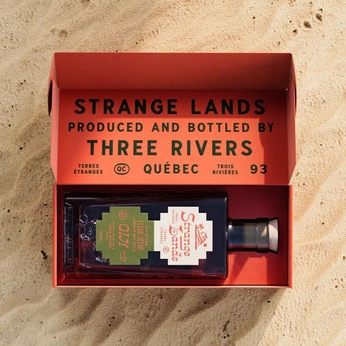 STRANGE LANDS
PRODUCED AND BOTTLED BY
THREE RIVERS
TERRES ÉTRANGES QC QUÉBEC TROIS RIVIÈRES 93
Strange
Lands